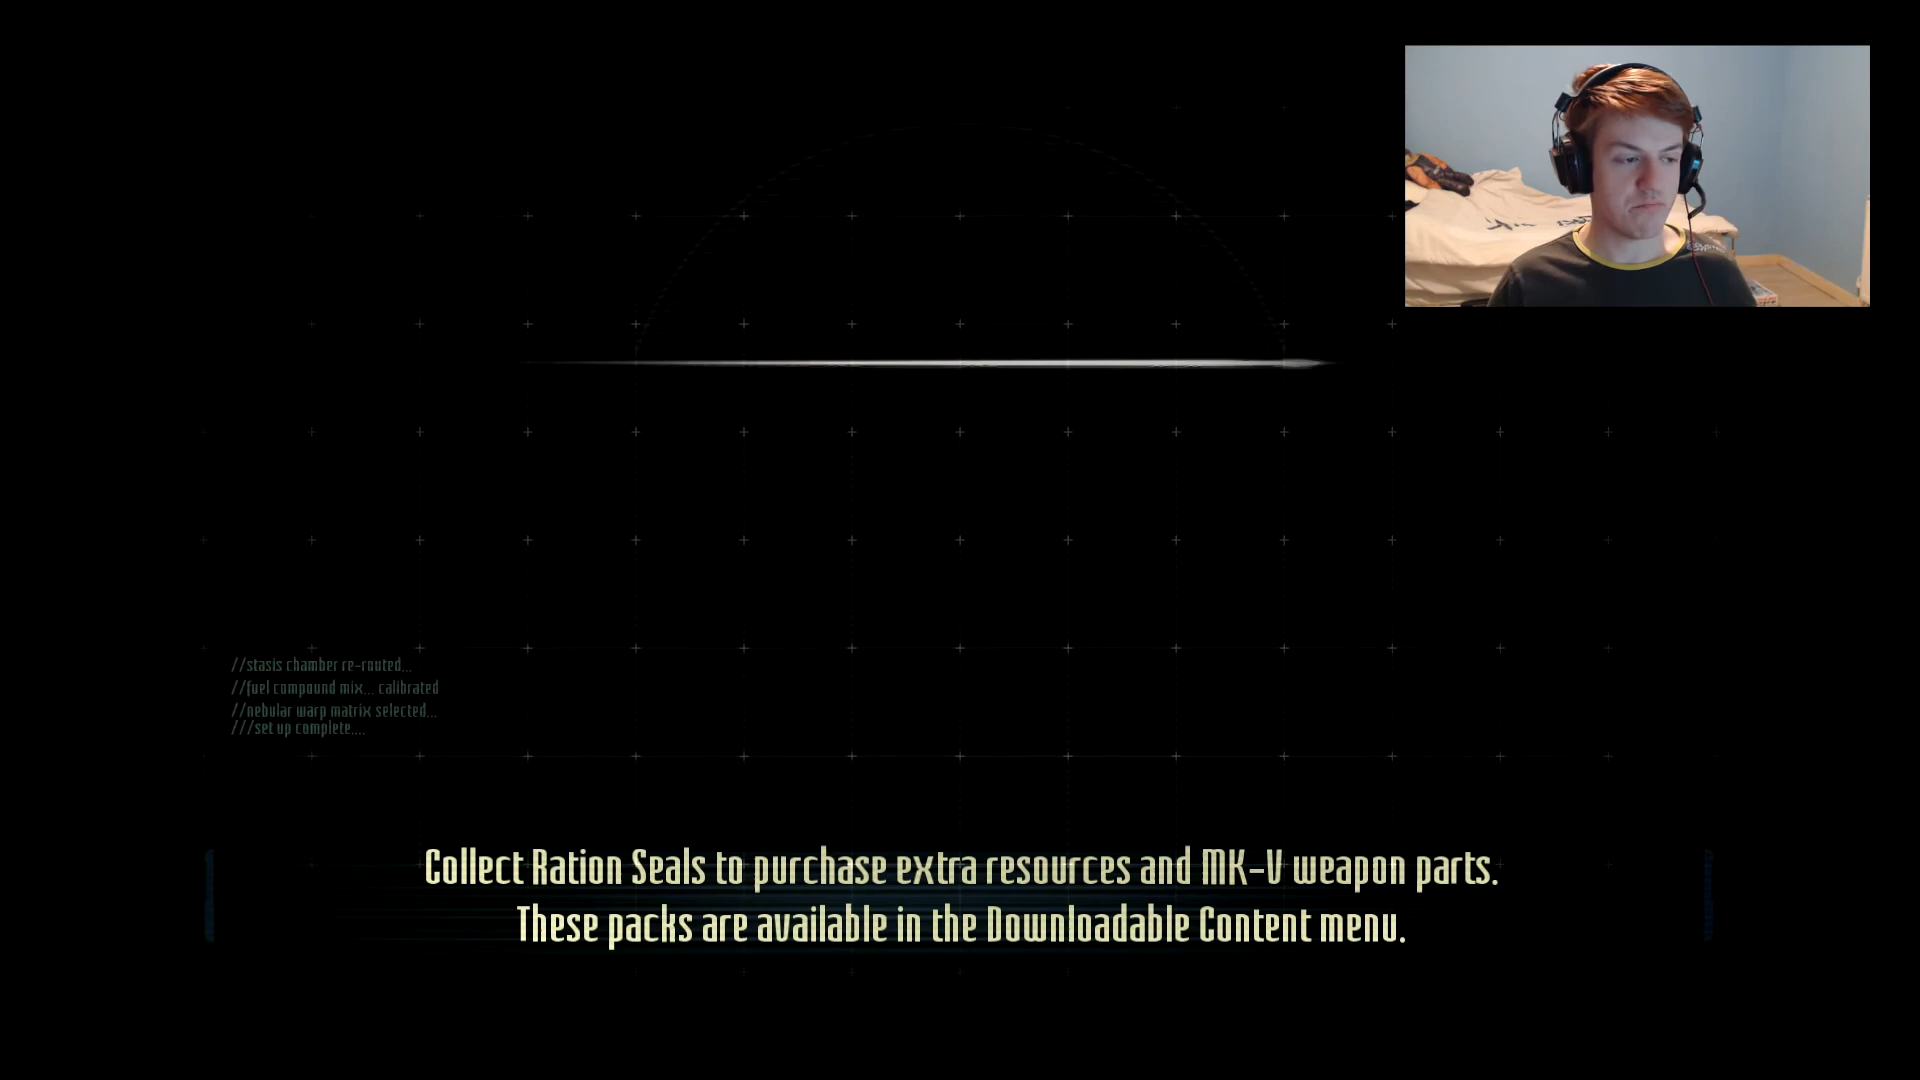 //stasis chamber re-routed...
//fuel compound mix... calibrated
//nebular warp matrix selected...
///set up complete....
Collect Ration Seals to purchase extra resources and MK-V weapon parts.
These packs are available in the Downloadable Content menu.